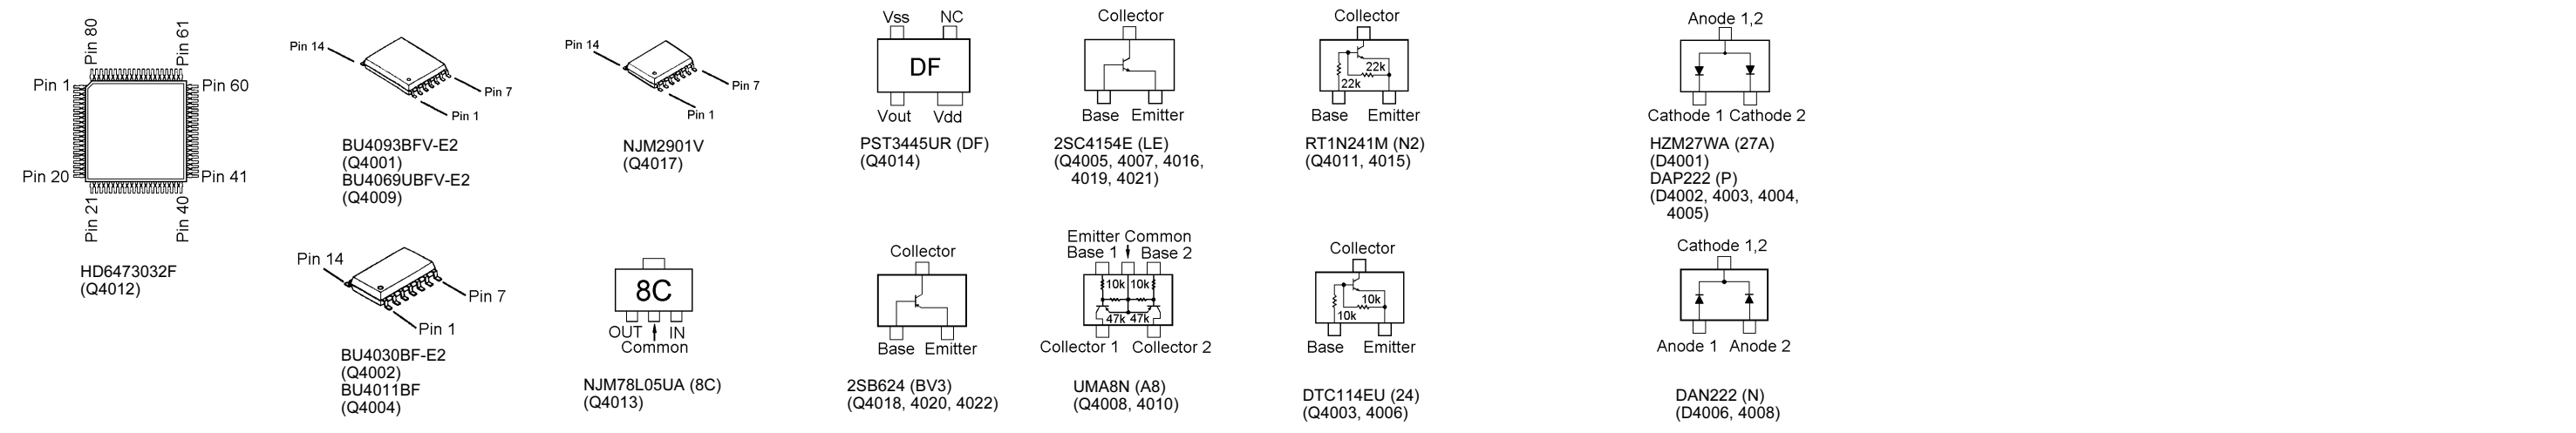 Pin 80
Pin 61
Pin 1
Pin 60
Pin 20
Pin 41
Pin 21
Pin 40
HD6473032F
(Q4012)
Pin 14
Pin 7
Pin 1
BU4093BFV-E2
(Q4001)
BU4069UBFV-E2
(Q4009)
Pin 14
Pin 7
Pin 1
NJM2901V
(Q4017)
Vss NC
DF
Vout Vdd
PST3445UR (DF)
(Q4014)
Collector
Base Emitter
2SC4154E (LE)
(Q4005, 4007, 4016,
4019, 4021)
Collector
22k
22k
Base Emitter
RT1N241M (N2)
(Q4011, 4015)
Anode 1,2
Cathode 1 Cathode 2
HZM27WA (27A)
(D4001)
DAP222 (P)
(D4002, 4003, 4004,
4005)
Pin 14
Pin 7
Pin 1
BU4030BF-E2
(Q4002)
BU4011BF
(Q4004)
8C
OUT IN
Common
NJM78L05UA (8C)
(Q4013)
Collector
Base Emitter
2SB624 (BV3)
(Q4018, 4020, 4022)
Emitter Common
Base 1 Base 2
10k 10k
47k 47k
Collector 1 Collector 2
UMA8N (A8)
(Q4008, 4010)
Collector
10k
10k
Base Emitter
DTC114EU (24)
(Q4003, 4006)
Cathode 1,2
Anode 1 Anode 2
DAN222 (N)
(D4006, 4008)